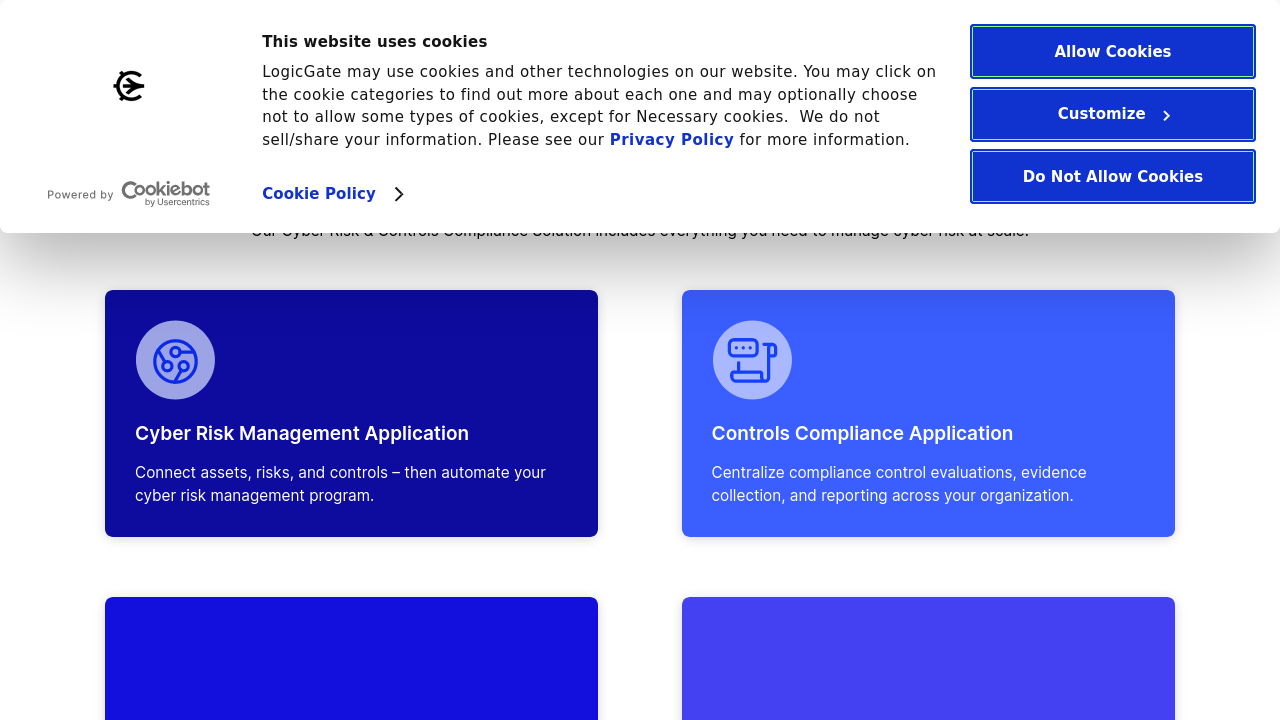 This website uses cookies
LogicGate may use cookies and other technologies on our website. You may click on
the cookie categories to find out more about each one and may optionally choose
not to allow some types of cookies, except for Necessary cookies.  We do not
sell/share your information. Please see our Privacy Policy for more information.
Cookie Policy
Powered by Cookiebot
by Usercentrics
Allow Cookies
Customize
Do Not Allow Cookies
Our Cyber Risk & Controls Compliance Solution includes everything you need to manage cyber risk at scale.
Cyber Risk Management Application
Connect assets, risks, and controls – then automate your
cyber risk management program.
Controls Compliance Application
Centralize compliance control evaluations, evidence
collection, and reporting across your organization.